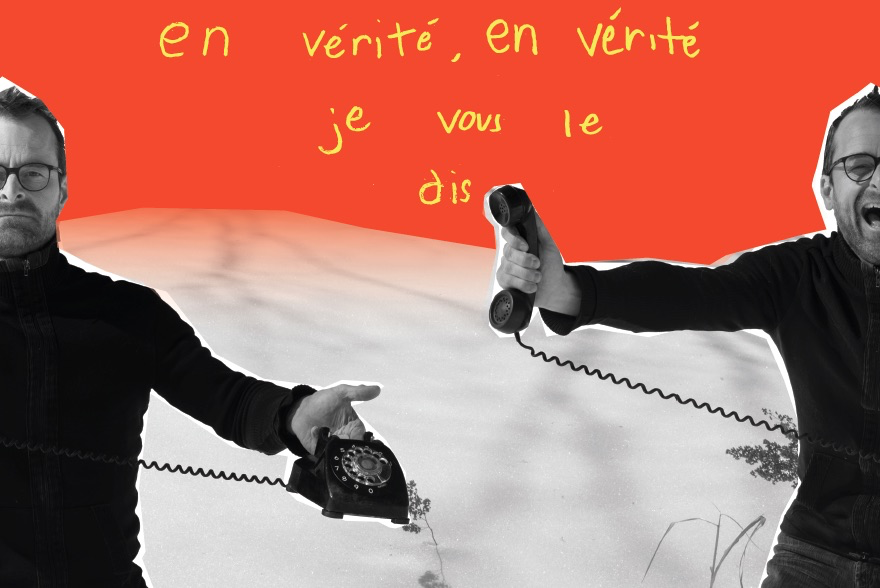 en vérité, en vérité
je vous le
dis